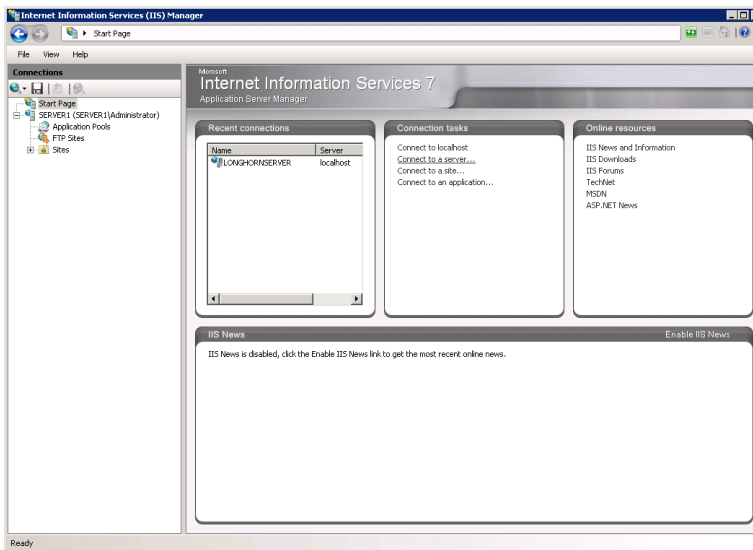 Internet Information Services (IIS) Manager
Start Page
File View Help
Connections
Start Page
SERVER1 (SERVER1\Administrator)
Application Pools
FTP Sites
Sites
Microsoft
Internet Information Services 7
Application Server Manager
Recent connections
Name Server
LONGHORNSERVER localhost
Connection tasks
Connect to localhost
Connect to a server...
Connect to a site...
Connect to an application...
Online resources
IIS News and Information
IIS Downloads
IIS Forums
TechNet
MSDN
ASP.NET News
IIS News Enable IIS News
IIS News is disabled, click the Enable IIS News link to get the most recent online news.
Ready